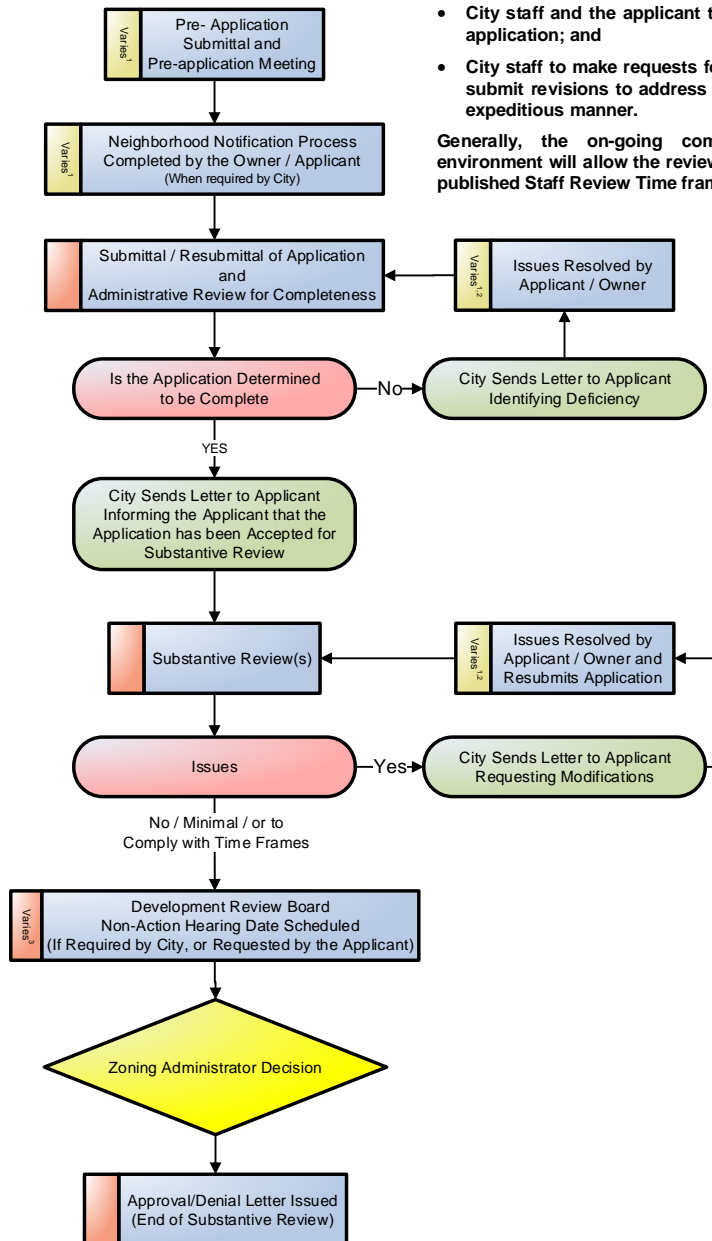 Varies1
Pre- Application
Submittal and
Pre-application Meeting
• City staff and the applicant t
application; and
• City staff to make requests fo
submit revisions to address
expeditious manner.
Generally, the on-going com
environment will allow the review
published Staff Review Time fram
Varies1
Neighborhood Notification Process
Completed by the Owner / Applicant
(When required by City)
Submittal / Resubmittal of Application
and
Administrative Review for Completeness
Varies1,2
Issues Resolved by
Applicant / Owner
Is the Application Determined
to be Complete
No
City Sends Letter to Applicant
Identifying Deficiency
YES
City Sends Letter to Applicant
Informing the Applicant that the
Application has been Accepted for
Substantive Review
Substantive Review(s)
Varies1,2
Issues Resolved by
Applicant / Owner and
Resubmits Application
Issues
Yes
City Sends Letter to Applicant
Requesting Modifications
No / Minimal / or to
Comply with Time Frames
Varies3
Development Review Board
Non-Action Hearing Date Scheduled
(If Required by City, or Requested by the Applicant)
Zoning Administrator Decision
Approval/Denial Letter Issued
(End of Substantive Review)